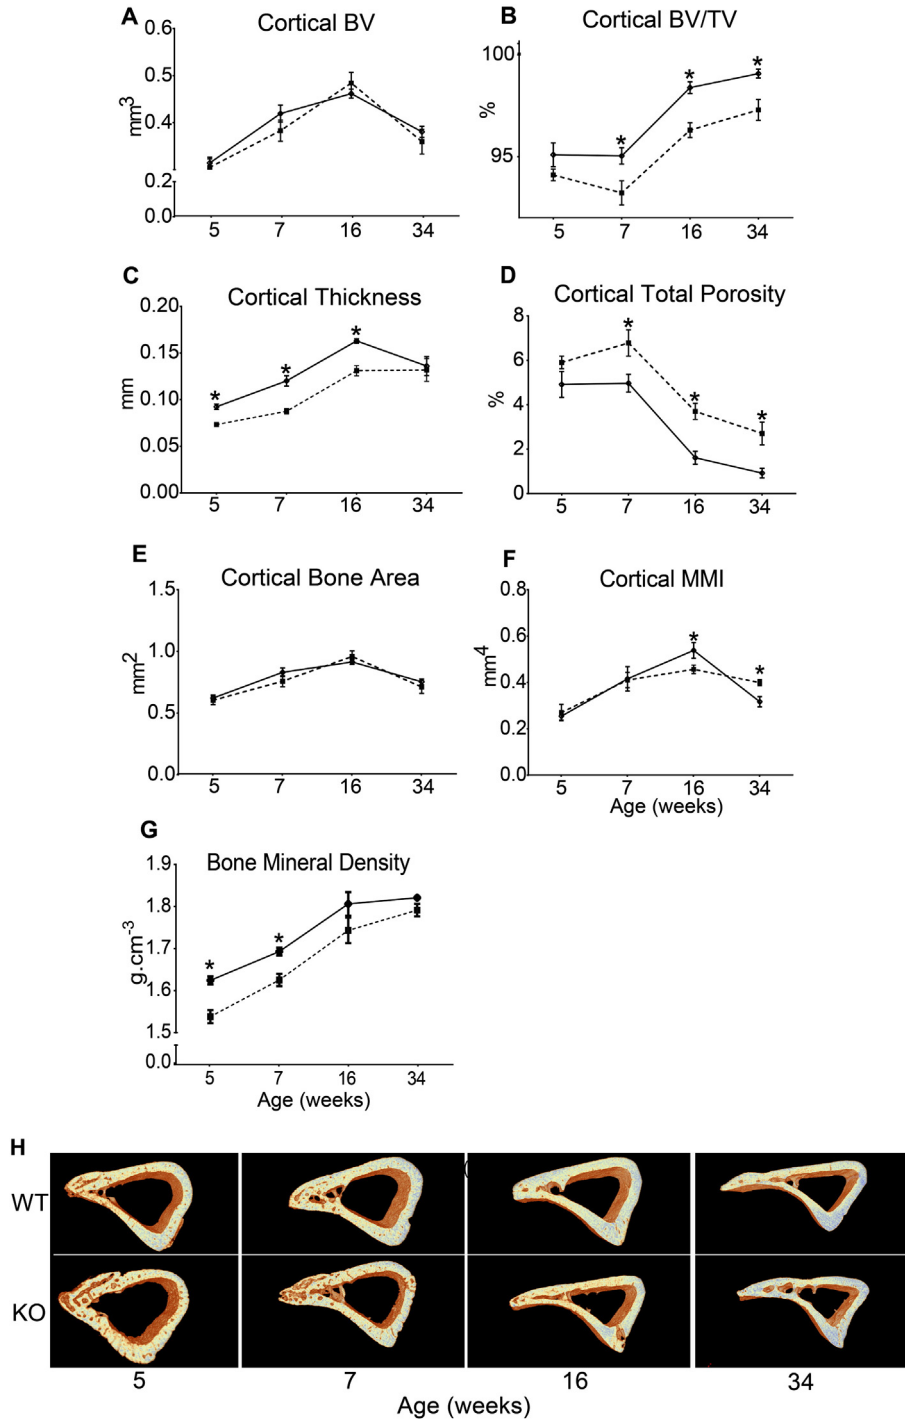 A
Cortical BV
0.6
0.5
0.4
0.2
0.0
mm3
5 7 16 34
B
Cortical BV/TV
100
95
%
* * *
5 7 16 34
C
Cortical Thickness
0.20
0.15
0.10
0.05
0.00
mm
* * *
5 7 16 34
D
Cortical Total Porosity
8
6
4
2
0
%
* * *
5 7 16 34
E
Cortical Bone Area
1.5
1.0
0.5
0.0
mm2
5 7 16 34
F
Cortical MMI
0.8
0.6
0.4
0.2
0.0
mm4
* *
5 7 16 34
Age (weeks)
G
Bone Mineral Density
1.9
1.8
1.7
1.6
1.5
0.0
g.cm-3
* *
5 7 16 34
Age (weeks)
H
WT
KO
5 7 16 34
Age (weeks)